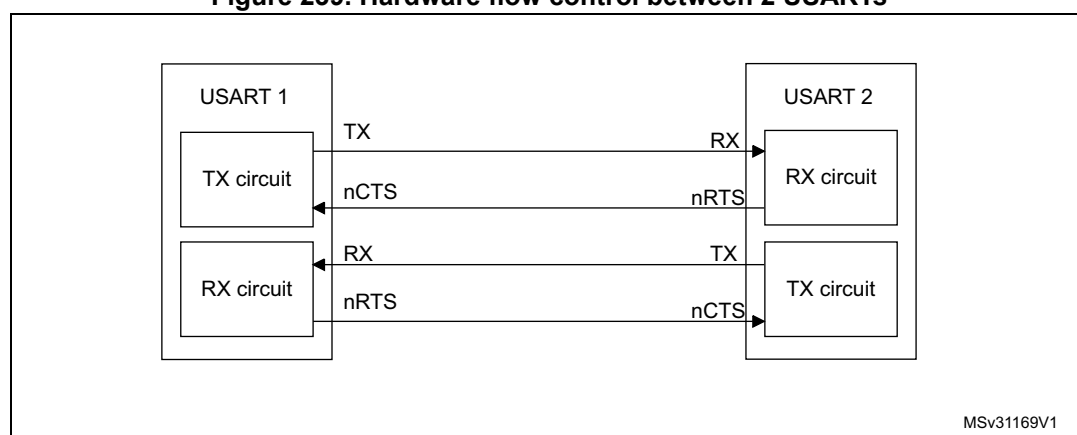 Figure Hardware flow control between 2 USARTs
USART 1
USART 2
TX
RX
TX circuit
RX circuit
nCTS
nRTS
RX
TX
RX circuit
TX circuit
nRTS
nCTS
MSv31169V1